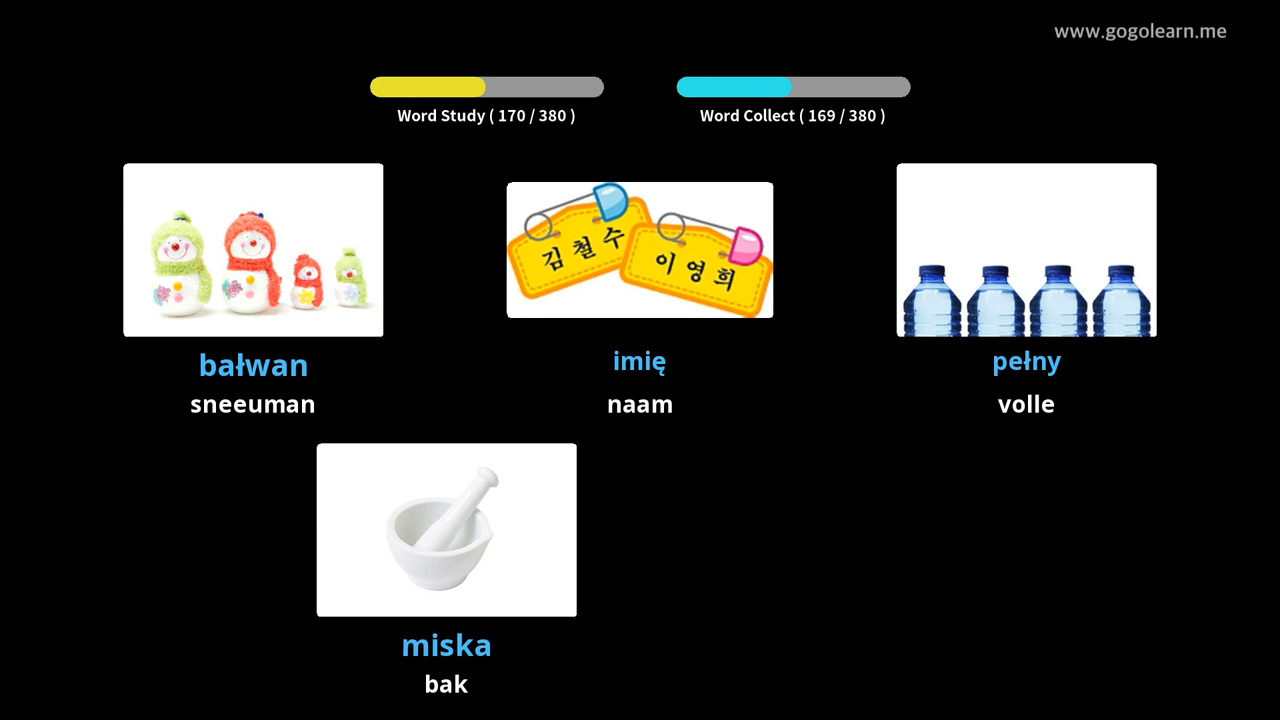 www.gogolearn.me
Word Study ( 170 / 380 )
Word Collect ( 169 / 380 )
김철수
이영희
bałwan
imię
pełny
sneeuman
naam
volle
miska
bak